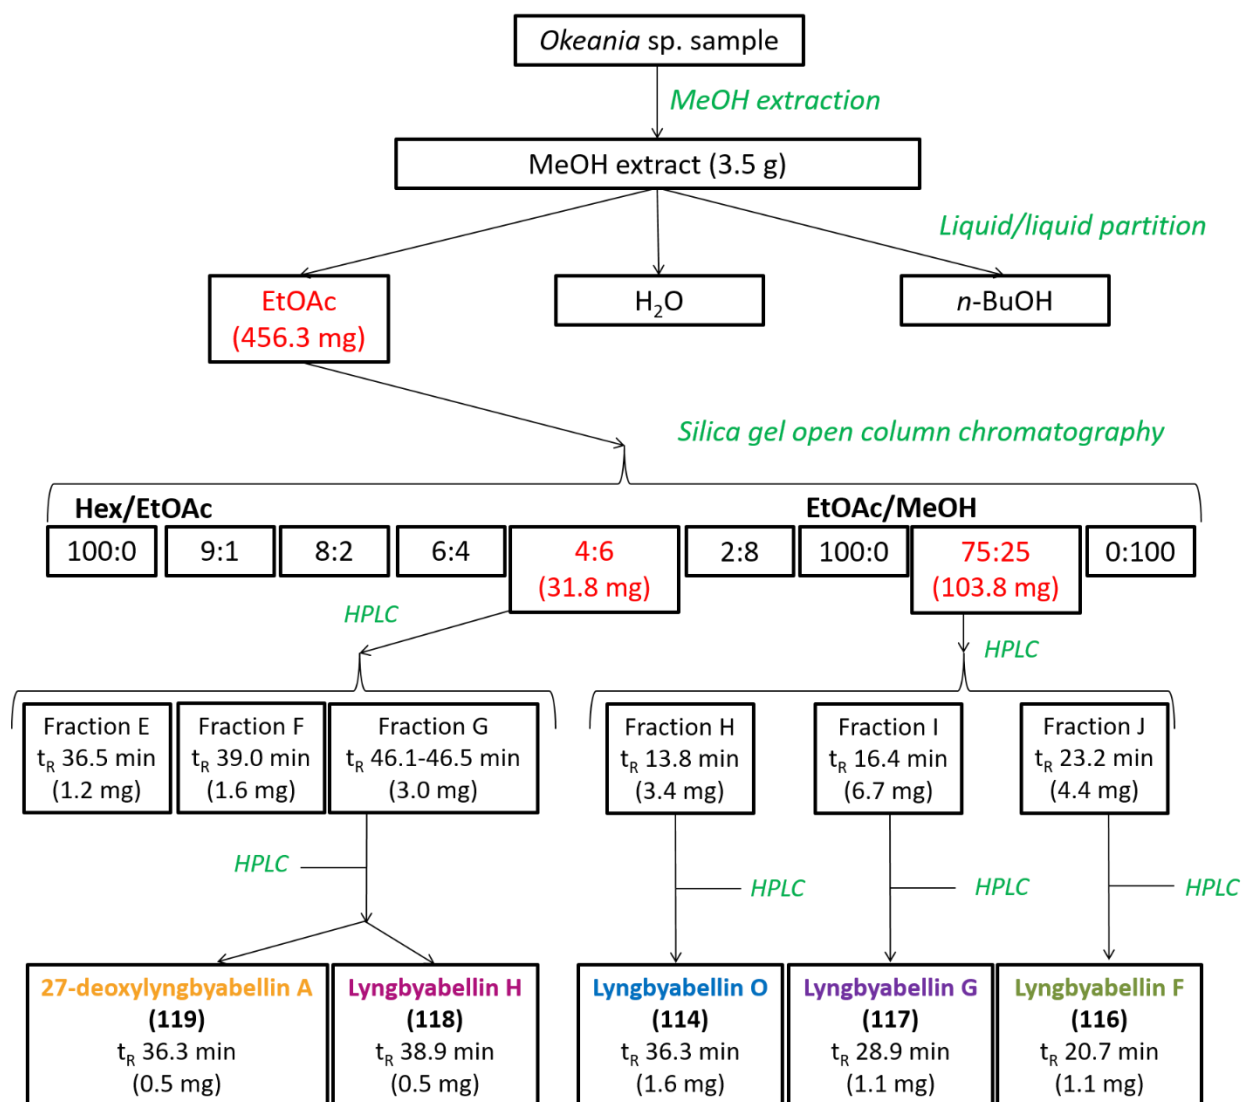 Okeania sp. sample
MeOH extraction
MeOH extract (3.5 g)
Liquid/liquid partition
EtOAc
(456.3 mg)
H₂O
n-BuOH
Silica gel open column chromatography
Hex/EtOAc
EtOAc/MeOH
100:0
9:1
8:2
6:4
4:6
(31.8 mg)
2:8
100:0
75:25
(103.8 mg)
0:100
HPLC
HPLC
Fraction E
tR 36.5 min
(1.2 mg)
Fraction F
tR 39.0 min
(1.6 mg)
Fraction G
tR 46.1-46.5 min
(3.0 mg)
Fraction H
tR 13.8 min
(3.4 mg)
Fraction I
tR 16.4 min
(6.7 mg)
Fraction J
tR 23.2 min
(4.4 mg)
HPLC
HPLC
HPLC
HPLC
27-deoxylyngbyabellin A
(119)
tR 36.3 min
(0.5 mg)
Lyngbyabellin H
(118)
tR 38.9 min
(0.5 mg)
Lyngbyabellin O
(114)
tR 36.3 min
(1.6 mg)
Lyngbyabellin G
(117)
tR 28.9 min
(1.1 mg)
Lyngbyabellin F
(116)
tR 20.7 min
(1.1 mg)